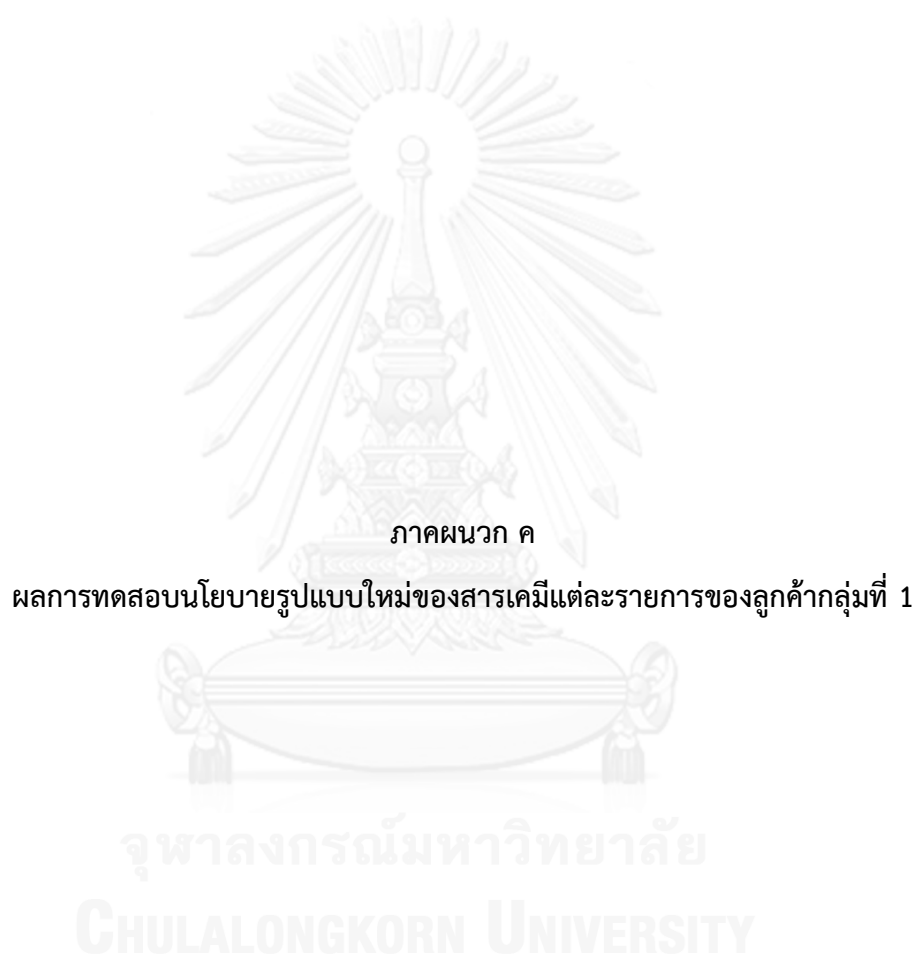 ภาคผนวก ค
ผลการทดสอบนโยบายรูปแบบใหม่ของสารเคมีแต่ละรายการของลูกค้ากลุ่มที่ 1
จุฬาลงกรณ์มหาวิทยาลัย
CHULALONGKORN UNIVERSITY